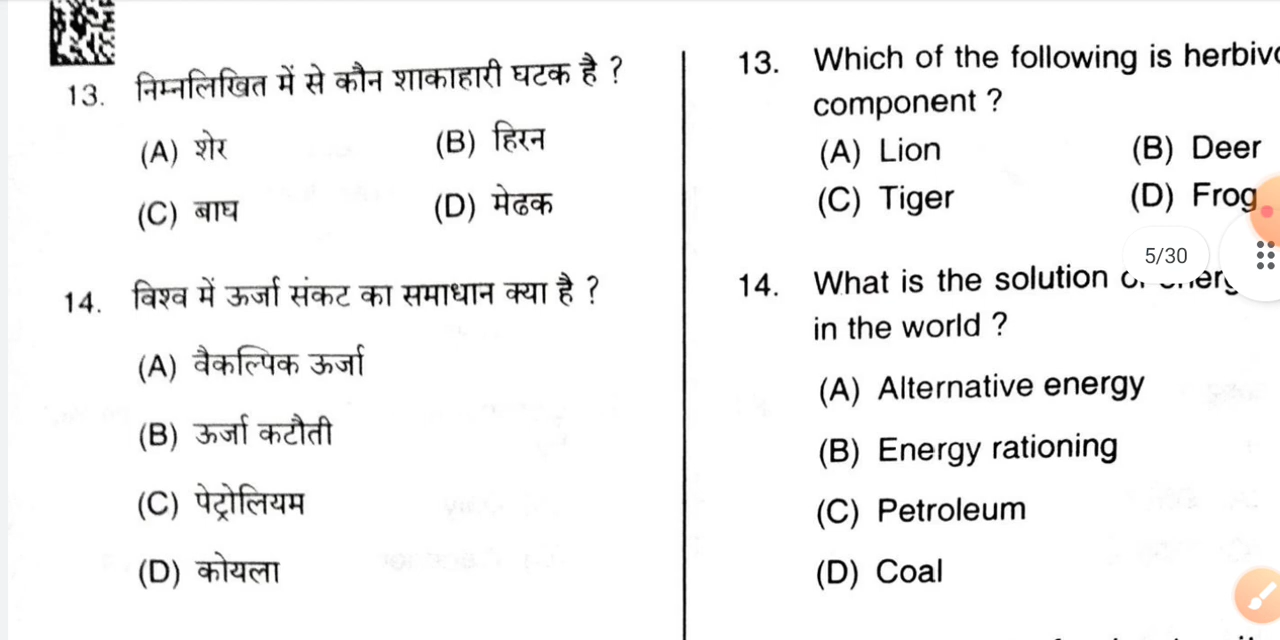 13. निम्नलिखित में से कौन शाकाहारी घटक है ?
(A) शेर (B) हिरन
(C) बाघ (D) मेढक
14. विश्व में ऊर्जा संकट का समाधान क्या है ?
(A) वैकल्पिक ऊर्जा
(B) ऊर्जा कटौती
(C) पेट्रोलियम
(D) कोयला
13. Which of the following is
component ?
(A) Lion (B) Deer
(C) Tiger (D) Frog
5/30
14. What is the solution
in the world ?
(A) Alternative energy
(B) Energy rationing
(C) Petroleum
(D) Coal